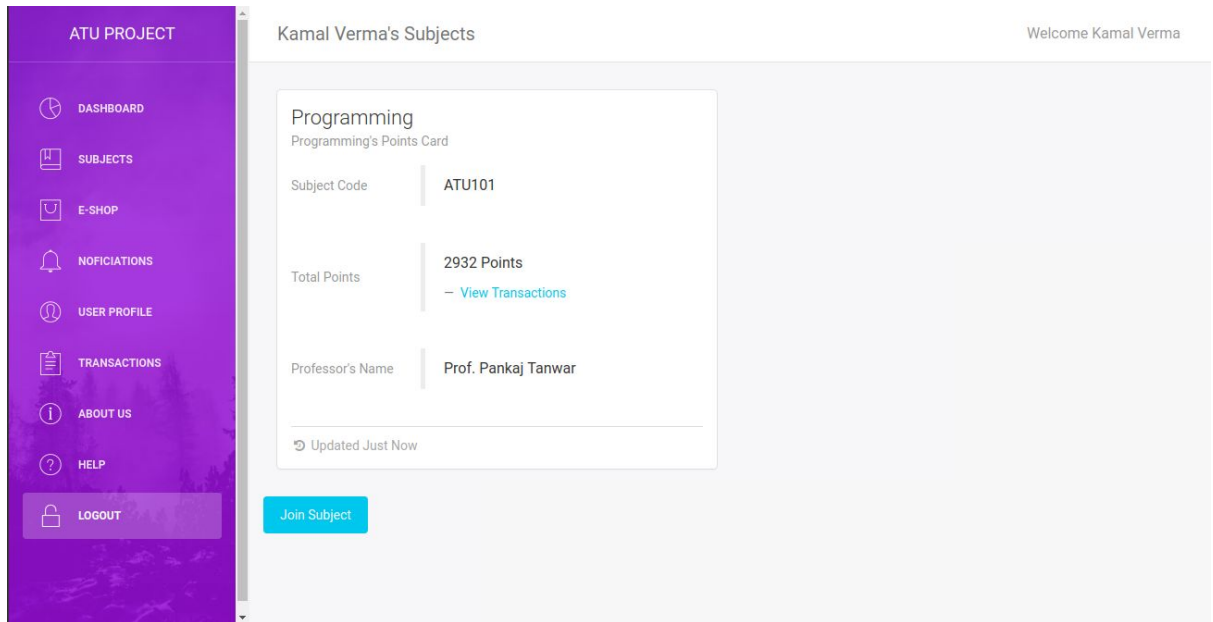 ATU PROJECT
DASHBOARD
SUBJECTS
E-SHOP
NOFICIATIONS
USER PROFILE
TRANSACTIONS
ABOUT US
HELP
LOGOUT
Kamal Verma's Subjects
Welcome Kamal Verma
Programming
Programming's Points Card
Subject Code
ATU101
Total Points
2932 Points
– View Transactions
Professor's Name
Prof. Pankaj Tanwar
Updated Just Now
Join Subject